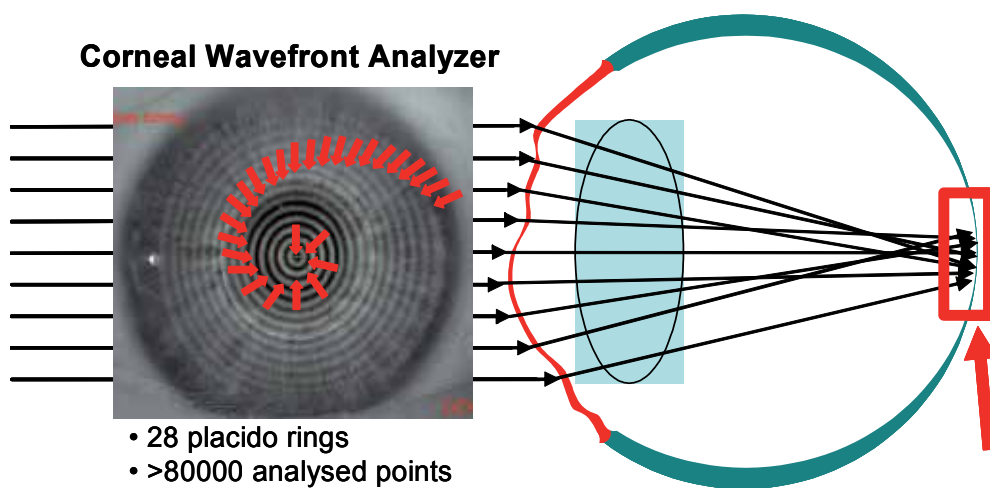 Corneal Wavefront Analyzer
• 28 placido rings
• >80000 analysed points